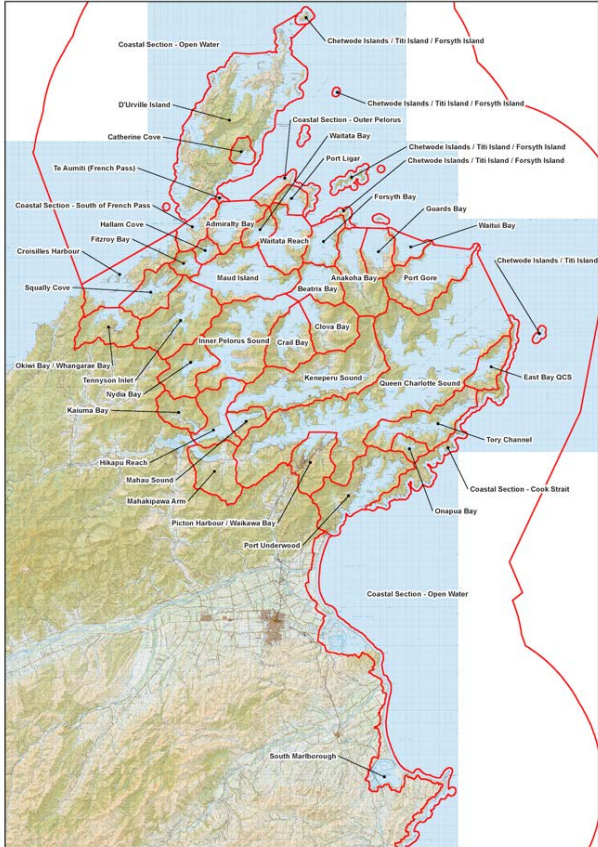 Chetwode Islands / Titi Island / Forsyth Island
Coastal Section - Open Water
Chetwode Islands / Titi Island / Forsyth Island
D'Urville Island
Coastal Section - Outer Pelorus
Catherine Cove
Waitata Bay
Chetwode Islands / Titi Island / Forsyth Island
Port Ligar
Chetwode Islands / Titi Island / Forsyth Island
Te Aumiti (French Pass)
Forsyth Bay
Coastal Section - South of French Pass
Guards Bay
Admiralty Bay
Waitui Bay
Hallam Cove
Waitata Reach
Fitzroy Bay
Croisilles Harbour
Chetwode Islands / Titi Island
Maud Island
Anakoha Bay
Port Gore
Squally Cove
Beatrix Bay
Clova Bay
Inner Pelorus Sound
Crail Bay
Okiwi Bay / Whangarae Bay
Keneperu Sound
East Bay QCS
Tennyson Inlet
Queen Charlotte Sound
Nydia Bay
Kaiuma Bay
Tory Channel
Hikapu Reach
Mahau Sound
Coastal Section - Cook Strait
Mahakipawa Arm
Onapua Bay
Picton Harbour / Waikawa Bay
Port Underwood
Coastal Section - Open Water
South Marlborough